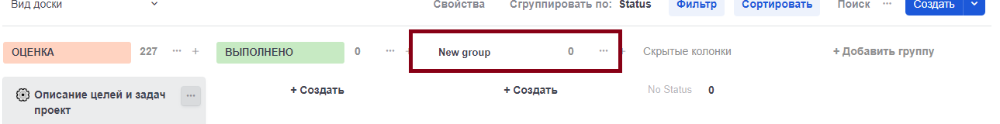 Вид доски Свойства Сгруппировать по: Status Фильтр Сортировать Поиск ··· Создать
ОЦЕНКА 227 ··· + ВЫПОЛНЕНО 0 ··· + New group 0 ··· + Скрытые колонки + Добавить группу
Описание целей и задач ··· + Создать + Создать No Status 0
проект